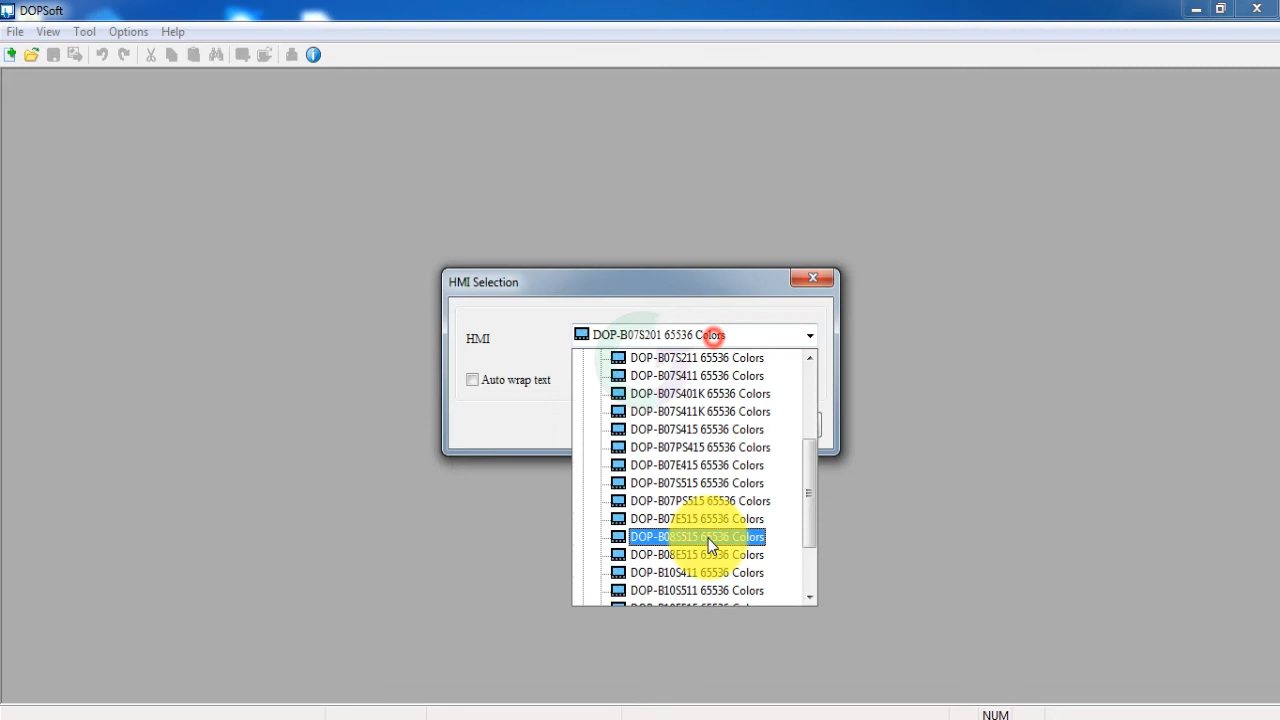 DOPSoft
File View Tool Options Help
HMI Selection
HMI
DOP-B07S201 65536 Colors
Auto wrap text
DOP-B07S211 65536 Colors
DOP-B07S411 65536 Colors
DOP-B07S401K 65536 Colors
DOP-B07S411K 65536 Colors
DOP-B07S415 65536 Colors
DOP-B07PS415 65536 Colors
DOP-B07E415 65536 Colors
DOP-B07S515 65536 Colors
DOP-B07PS515 65536 Colors
DOP-B07E515 65536 Colors
DOP-B08S515 65536 Colors
DOP-B08E515 65536 Colors
DOP-B10S411 65536 Colors
DOP-B10S511 65536 Colors
NUM